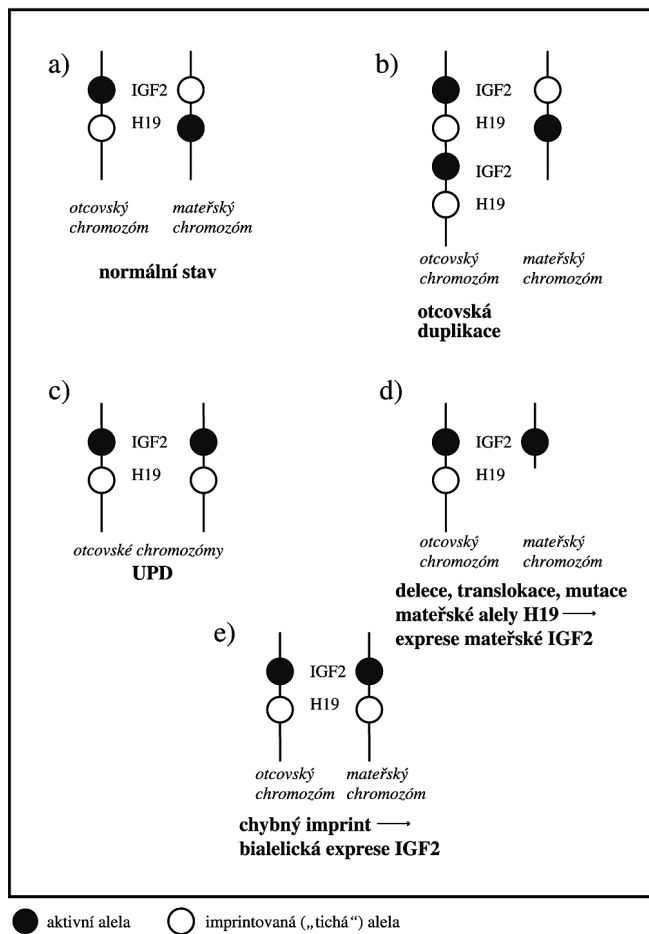 a)
IGF2
H19
otcovský
chromozóm
mateřský
chromozóm
normální stav
b)
IGF2
H19
IGF2
H19
otcovský
chromozóm
mateřský
chromozóm
otcovská
duplikace
c)
IGF2
H19
otcovské chromozómy
UPD
d)
IGF2
H19
otcovský
chromozóm
mateřský
chromozóm
delece, translokace, mutace
mateřské alely H19 →
exprese mateřské IGF2
e)
IGF2
H19
otcovský
chromozóm
mateřský
chromozóm
chybný imprint →
bialelická exprese IGF2
aktivní alela
imprintovaná („tichá“) alela